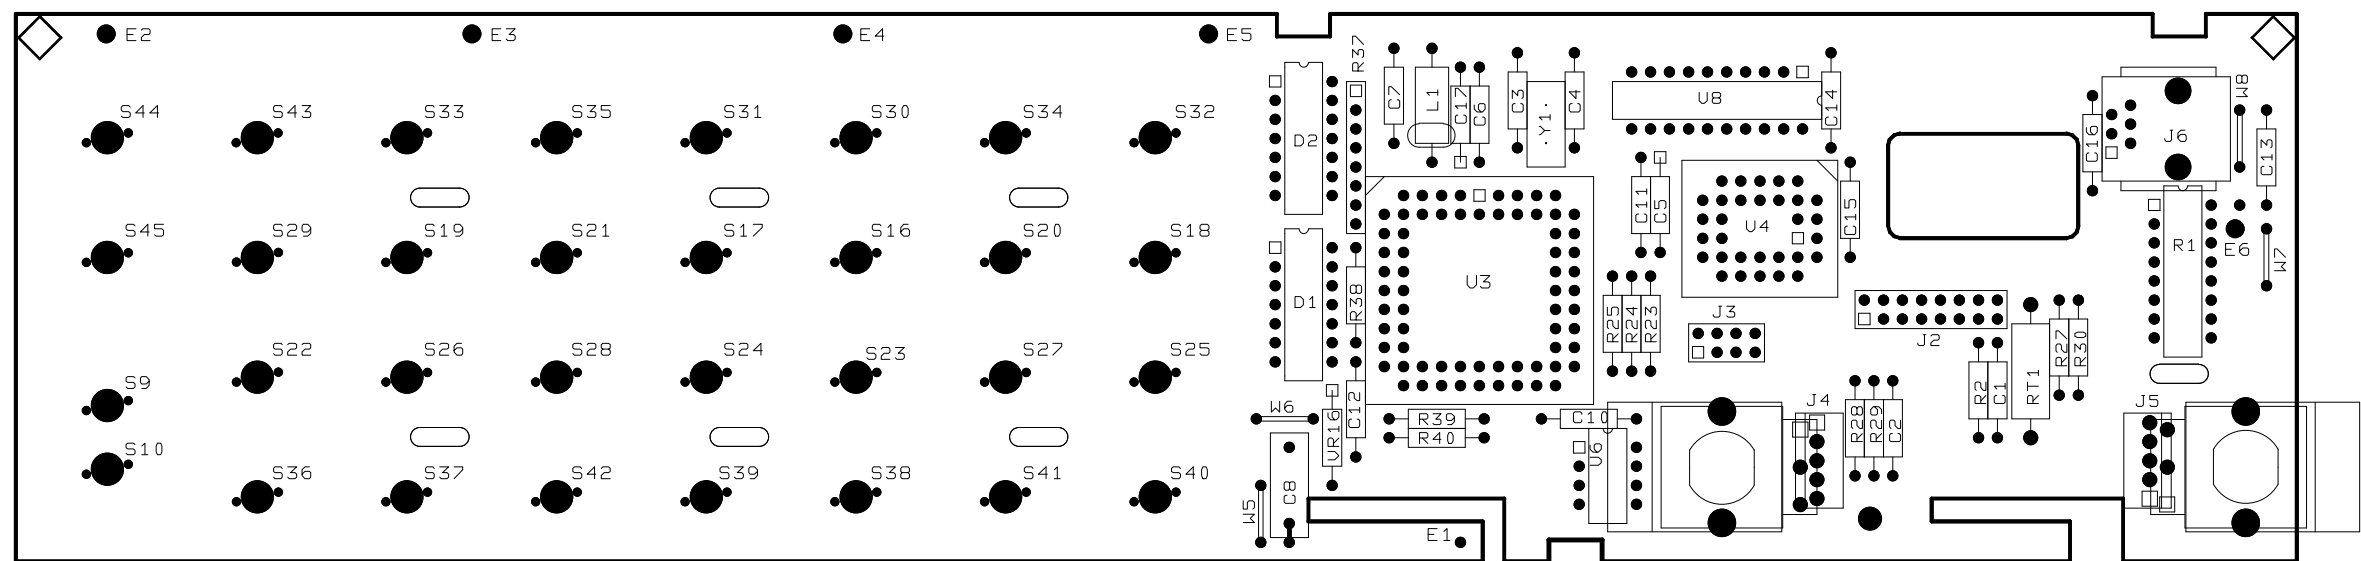 E2 E3 E4 E5
S44 S43 S33 S35 S31 S30 S34 S32
S45 S29 S19 S21 S17 S16 S20 S18
S22 S26 S28 S24 S23 S27 S25
S9
S10 S36 S37 S42 S39 S38 S41 S40
D2
D1
R37
R38
C12
VR16
W6
W5
C8
E1
C7
L1
C17
C6
C3
Y1
C4
U8
C14
U3
R39
R40
C11
C5
U4
C15
R25
R24
R23
J3
C10
U6
J4
R28
R29
C2
J2
R2
C1
RT1
R27
R30
C16
J6
W8
C13
R1
E6
W7
J5